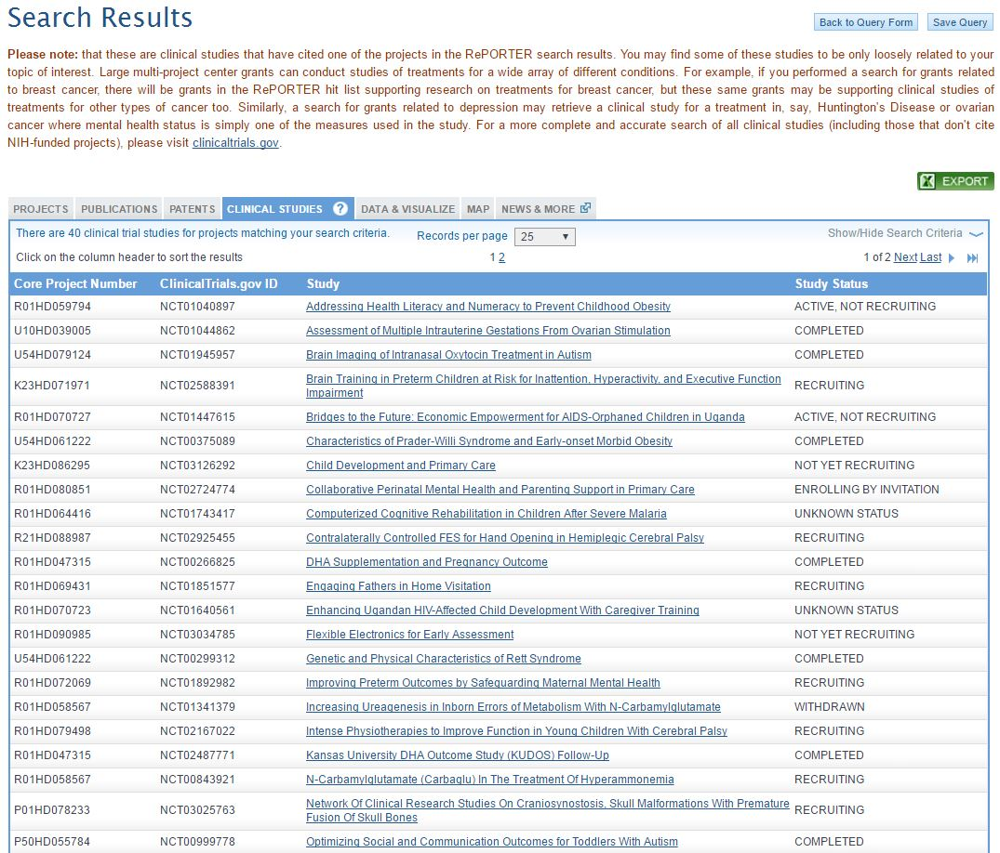 Search Results
Back to Query Form Save Query
Please note: that these are clinical studies that have cited one of the projects in the RePORTER search results. You may find some of these studies to be only loosely related to your
topic of interest. Large multi-project center grants can conduct studies of treatments for a wide array of different conditions. For example, if you performed a search for grants related
to breast cancer, there will be grants in the RePORTER hit list supporting research on treatments for breast cancer, but these same grants may be supporting clinical studies of
treatments for other types of cancer too. Similarly, a search for grants related to depression may retrieve a clinical study for a treatment in, say, Huntington's Disease or ovarian
cancer where mental health status is simply one of the measures used in the study. For a more complete and accurate search of all clinical studies (including those that don't cite
NIH-funded projects), please visit clinicaltrials.gov.
EXPORT
PROJECTS PUBLICATIONS PATENTS CLINICAL STUDIES ? DATA & VISUALIZE MAP NEWS & MORE
There are 40 clinical trial studies for projects matching your search criteria. Records per page 25 Show/Hide Search Criteria
Click on the column header to sort the results 1 2 1 of 2 Next Last
Core Project Number ClinicalTrials.gov ID Study Study Status
R01HD059794 NCT01040897 Addressing Health Literacy and Numeracy to Prevent Childhood Obesity ACTIVE, NOT RECRUITING
U10HD039005 NCT01044862 Assessment of Multiple Intrauterine Gestations From Ovarian Stimulation COMPLETED
U54HD079124 NCT01945957 Brain Imaging of Intranasal Oxytocin Treatment in Autism COMPLETED
K23HD071971 NCT02588391 Brain Training in Preterm Children at Risk for Inattention, Hyperactivity, and Executive Function
Impairment RECRUITING
R01HD070727 NCT01447615 Bridges to the Future: Economic Empowerment for AIDS-Orphaned Children in Uganda ACTIVE, NOT RECRUITING
U54HD061222 NCT00375089 Characteristics of Prader-Willi Syndrome and Early-onset Morbid Obesity COMPLETED
K23HD086295 NCT03126292 Child Development and Primary Care NOT YET RECRUITING
R01HD080851 NCT02724774 Collaborative Perinatal Mental Health and Parenting Support in Primary Care ENROLLING BY INVITATION
R01HD064416 NCT01743417 Computerized Cognitive Rehabilitation in Children After Severe Malaria UNKNOWN STATUS
R21HD088987 NCT02925455 Contralaterally Controlled FES for Hand Opening in Hemiplegic Cerebral Palsy RECRUITING
R01HD047315 NCT00266825 DHA Supplementation and Pregnancy Outcome COMPLETED
R01HD069431 NCT01851577 Engaging Fathers in Home Visitation RECRUITING
R01HD070723 NCT01640561 Enhancing Ugandan HIV-Affected Child Development With Caregiver Training UNKNOWN STATUS
R01HD090985 NCT03034785 Flexible Electronics for Early Assessment NOT YET RECRUITING
U54HD061222 NCT00299312 Genetic and Physical Characteristics of Rett Syndrome COMPLETED
R01HD072069 NCT01892982 Improving Preterm Outcomes by Safeguarding Maternal Mental Health RECRUITING
R01HD058567 NCT01341379 Increasing Ureagenesis in Inborn Errors of Metabolism With N-Carbamylglutamate WITHDRAWN
R01HD079498 NCT02167022 Intense Physiotherapies to Improve Function in Young Children With Cerebral Palsy RECRUITING
R01HD047315 NCT02487771 Kansas University DHA Outcome Study (KUDOS) Follow-Up COMPLETED
R01HD058567 NCT00843921 N-Carbamylglutamate (Carbaglu) In The Treatment Of Hyperammonemia RECRUITING
P01HD078233 NCT03025763 Network Of Clinical Research Studies On Craniosynostosis, Skull Malformations With Premature
Fusion Of Skull Bones RECRUITING
P50HD055784 NCT00999778 Optimizing Social and Communication Outcomes for Toddlers With Autism COMPLETED